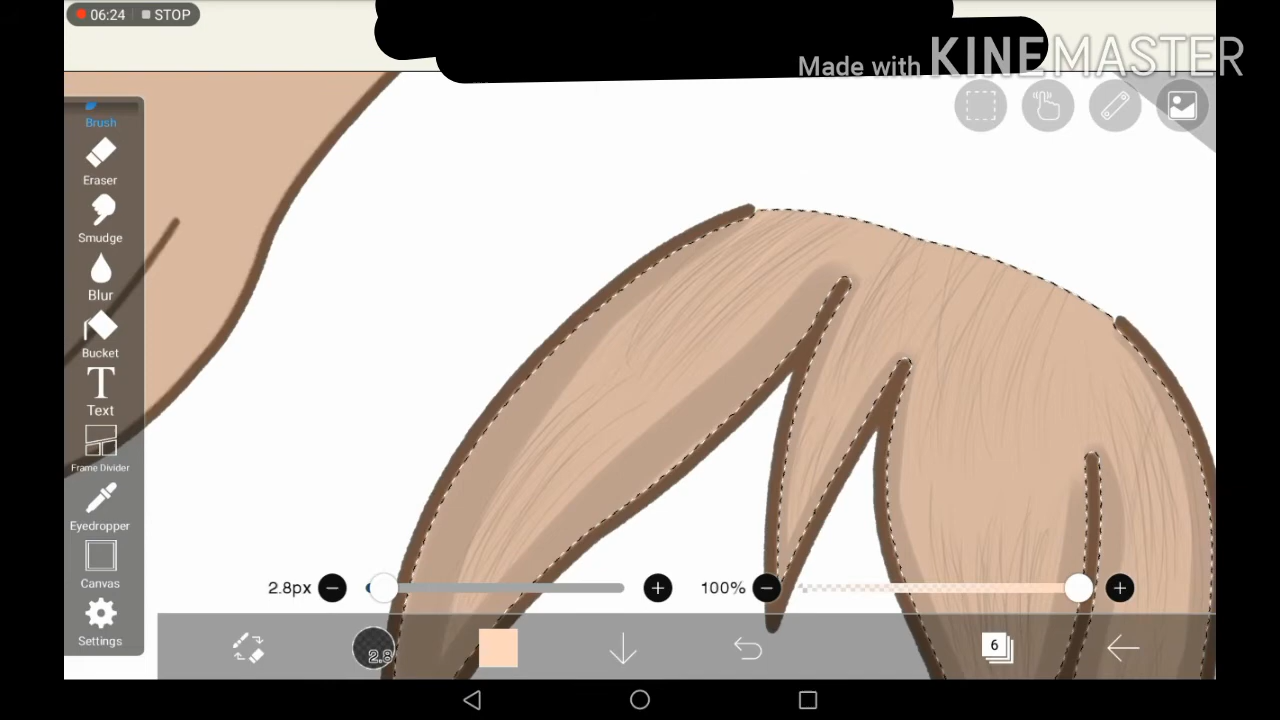 06:24 STOP
Made with KINEMASTER
Brush
Eraser
Smudge
Blur
Bucket
T
Text
Frame Divider
Eyedropper
Canvas
Settings
2.8px
100%
2.8
6